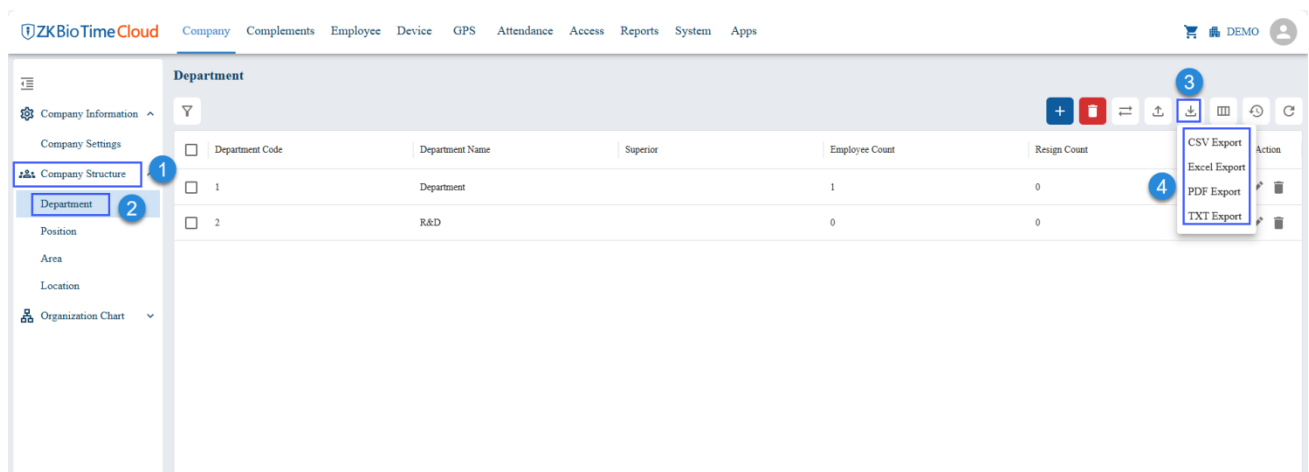 ZKBioTime Cloud Company Complements Employee Device GPS Attendance Access Reports System Apps DEMO
Department
3
Company Information
Company Settings
Department Code Department Name Superior Employee Count Resign Count Action
CSV Export
Excel Export
PDF Export
TXT Export
4
Company Structure
1
1 Department 1 0
Department
2
2 R&D 0 0
Position
Area
Location
Organization Chart